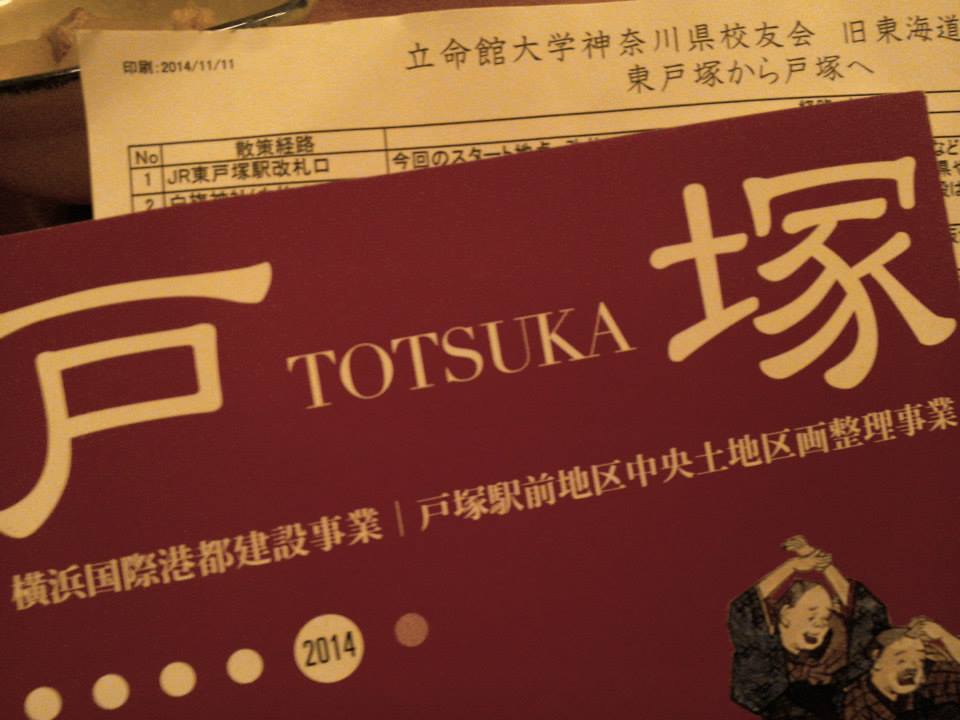 印刷:2014/11/11
立命館大学神奈川県校友会 旧東海道
東戸塚から戸塚へ
No 散策経路
1 JR東戸塚駅改札口 今回のスタート地点
2
戸塚
TOTSUKA
横浜国際港都建設事業|戸塚駅前地区中央土地区画整理事業
2014